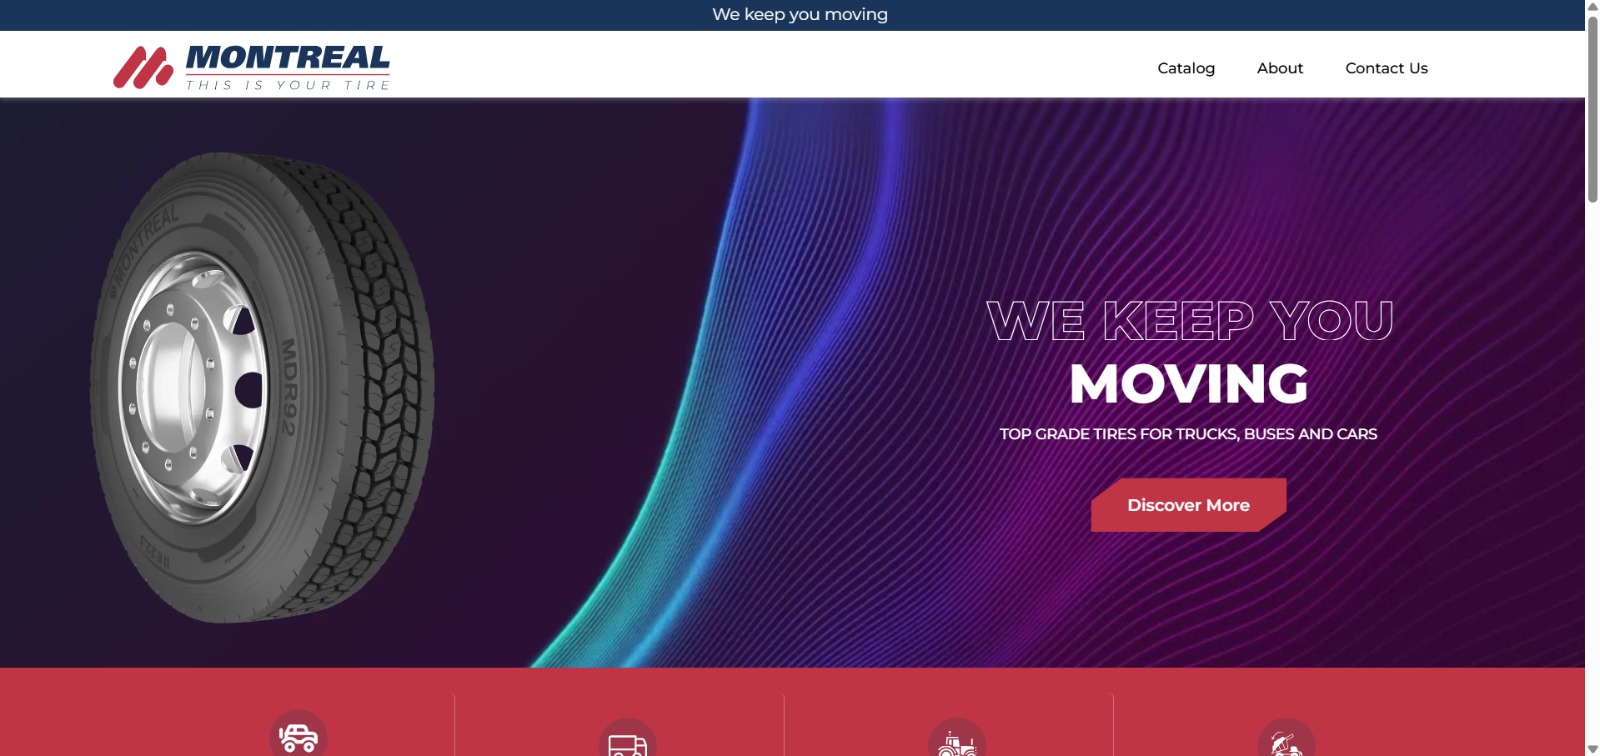 We keep you moving
MONTREAL
THIS IS YOUR TIRE
Catalog
About
Contact Us
MONTREAL
MDR92
WE KEEP YOU
MOVING
TOP GRADE TIRES FOR TRUCKS, BUSES AND CARS
Discover More